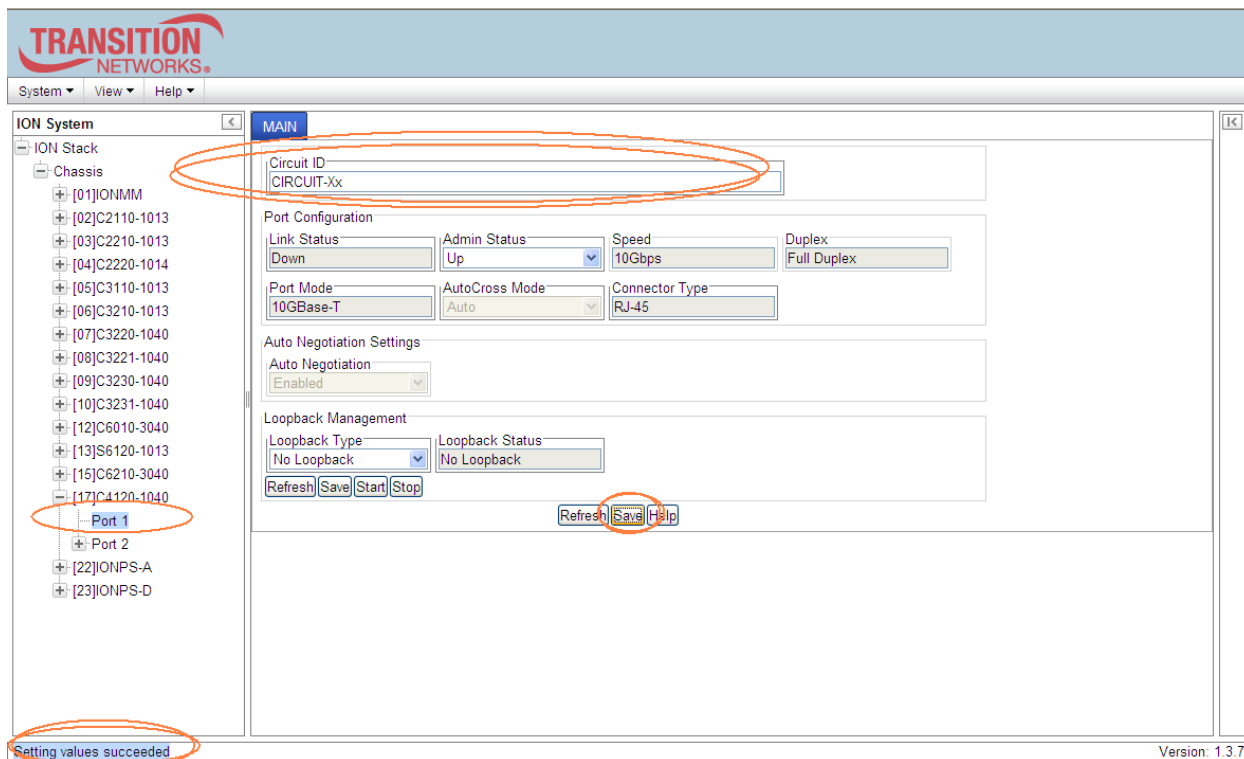 TRANSITION
NETWORKS®
System View Help
ION System
MAIN
ION Stack
Chassis
[01]IONMM
[02]C2110-1013
[03]C2210-1013
[04]C2220-1014
[05]C3110-1013
[06]C3210-1013
[07]C3220-1040
[08]C3221-1040
[09]C3230-1040
[10]C3231-1040
[12]C6010-3040
[13]S6120-1013
[15]C6210-3040
[17]C4120-1040
Port 1
Port 2
[22]IONPS-A
[23]IONPS-D
Circuit ID
CIRCUIT-Xx
Port Configuration
Link Status Admin Status Speed Duplex
Down Up 10Gbps Full Duplex
Port Mode AutoCross Mode Connector Type
10GBase-T Auto RJ-45
Auto Negotiation Settings
Auto Negotiation
Enabled
Loopback Management
Loopback Type Loopback Status
No Loopback No Loopback
Refresh Save Start Stop
Refresh Save Help
Setting values succeeded
Version: 1.3.7